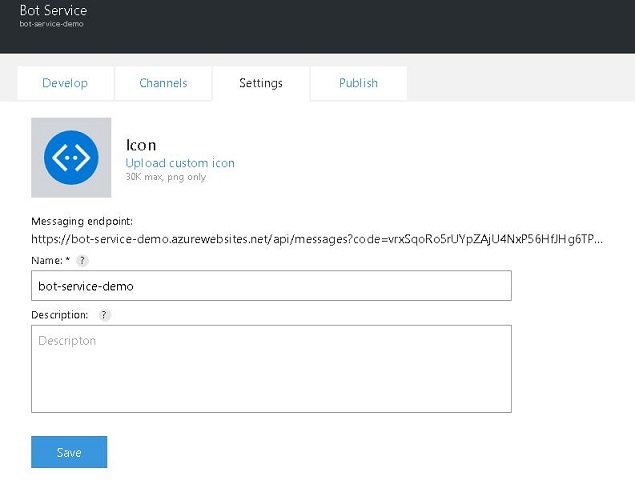 Bot Service
bot-service-demo
Develop Channels Settings Publish
Icon
Upload custom icon
30K max, png only
Messaging endpoint:
https://bot-service-demo.azurewebsites.net/api/messages?code=vrxSqoRo5rUYpZAjU4NxP56HfJHg6TP...
Name: * ?
bot-service-demo
Description: ?
Descripton
Save